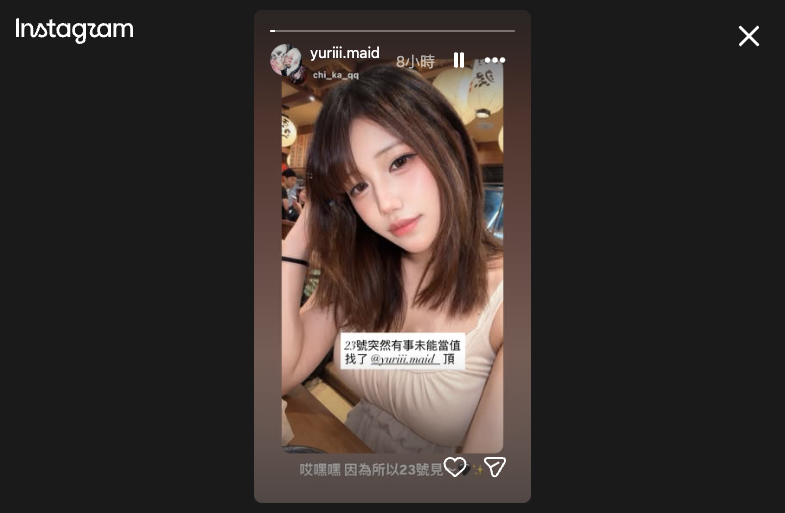 Instagram
yuriii.maid
8小時
chi_ka_qq
23號突然有事未能當值
找了 @yuriii.maid_ 頂
哎嘿嘿 因為所以23號見